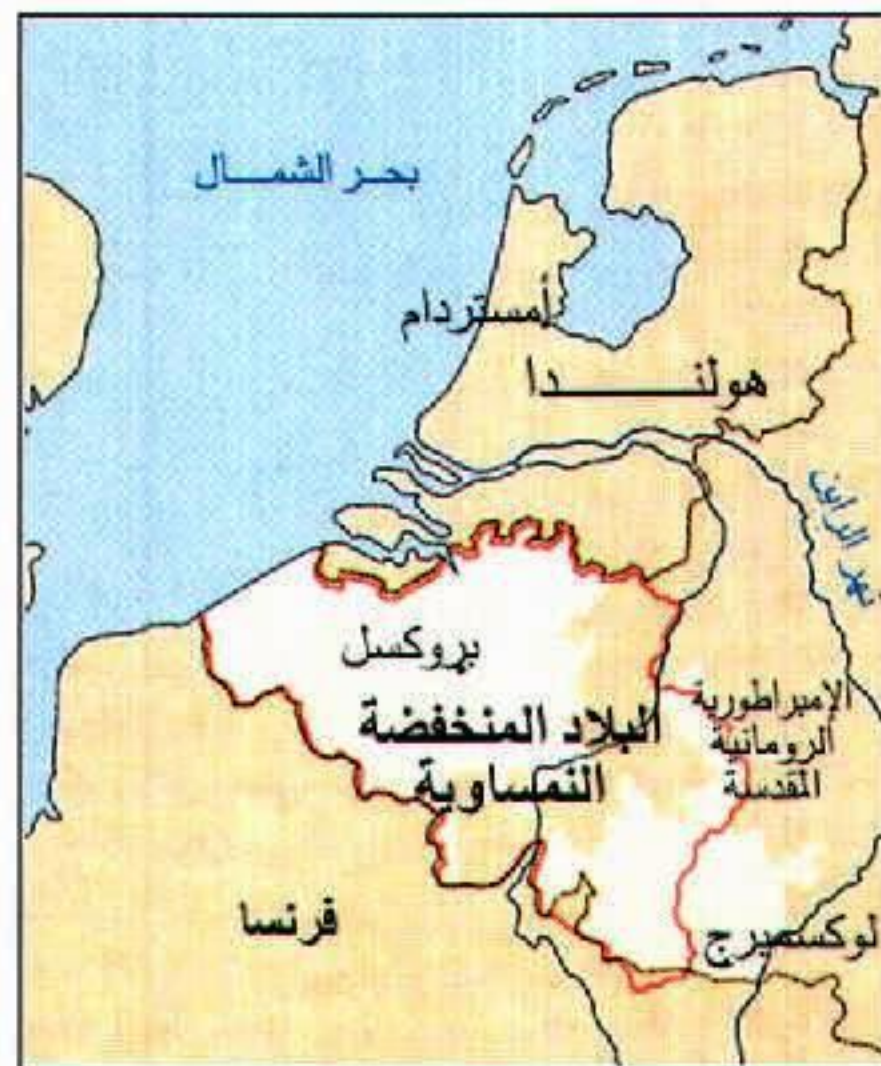 بحر الشمال
أمستردام
هولندا
نهر الراين
بروكسل
البلاد المنخفضة
النمساوية
الإمبراطورية
الرومانية
المقدسة
فرنسا
لوكسمبرج